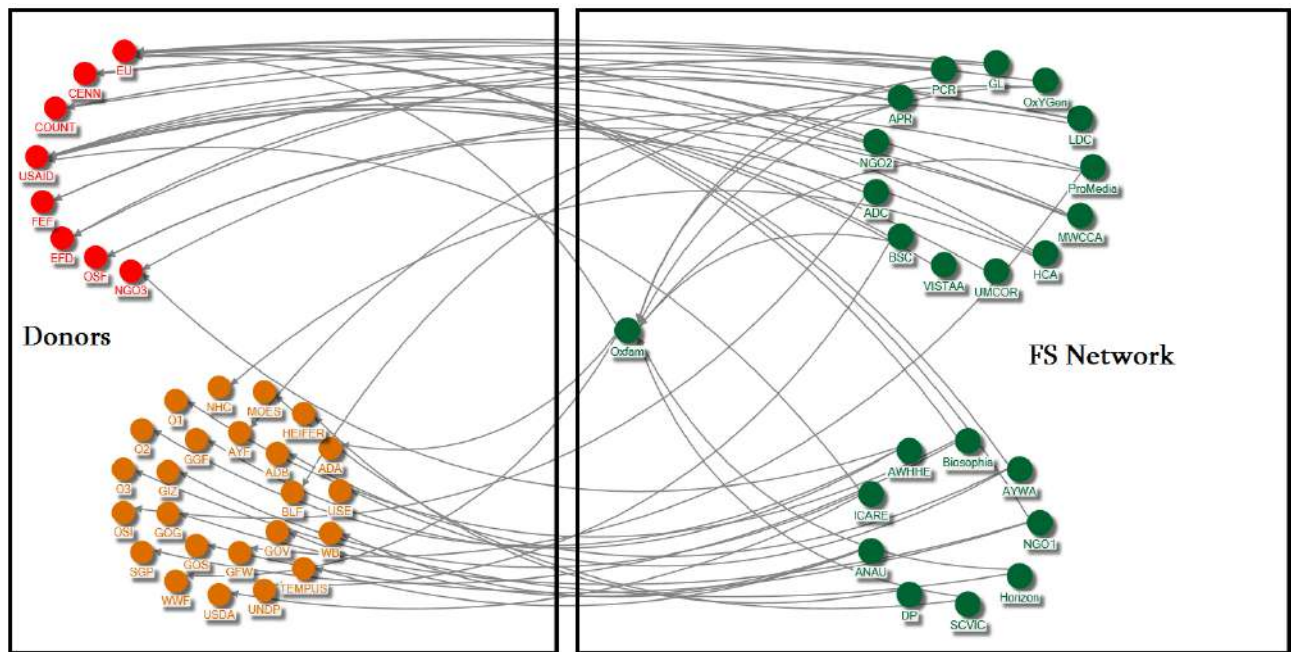 EU
CENN
COUNT
USAID
FEF
EFD
OSF
NGO3
Donors
NHC
MOES
O1
HEIFER
O2
GGF
AYF
ADB
ADA
O3
GIZ
BLF
USE
OSI
GOG
GOV
WB
SGP
GOS
GFW
TEMPUS
WWF
USDA
UNDP
PCR
GL
OxYGen
APR
LDC
NGO2
ProMedia
ADC
MWCCA
BSC
HCA
VISTAA
UMCOR
Oxfam
FS Network
Biosophia
AWHHE
AYWA
ICARE
NGO1
ANAU
Horizon
DP
SCVIC